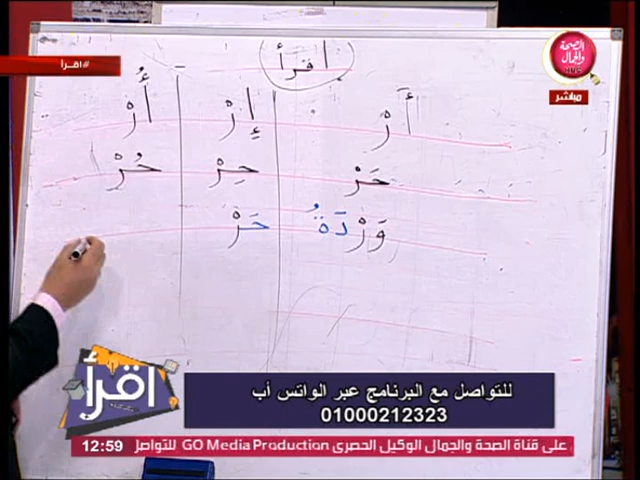 الصحة
والجمال
#اقرأ
مباشر
اقرأ
أَرْ إِرْ أُرْ
حَرْ حِرْ حُرْ
وَرْدَةُ حَرْ
اقرأ
للتواصل مع البرنامج عبر الواتس أب
01000212323
12:59 على قناة الصحة والجمال الوكيل الحصرى GO Media Production للتواصل